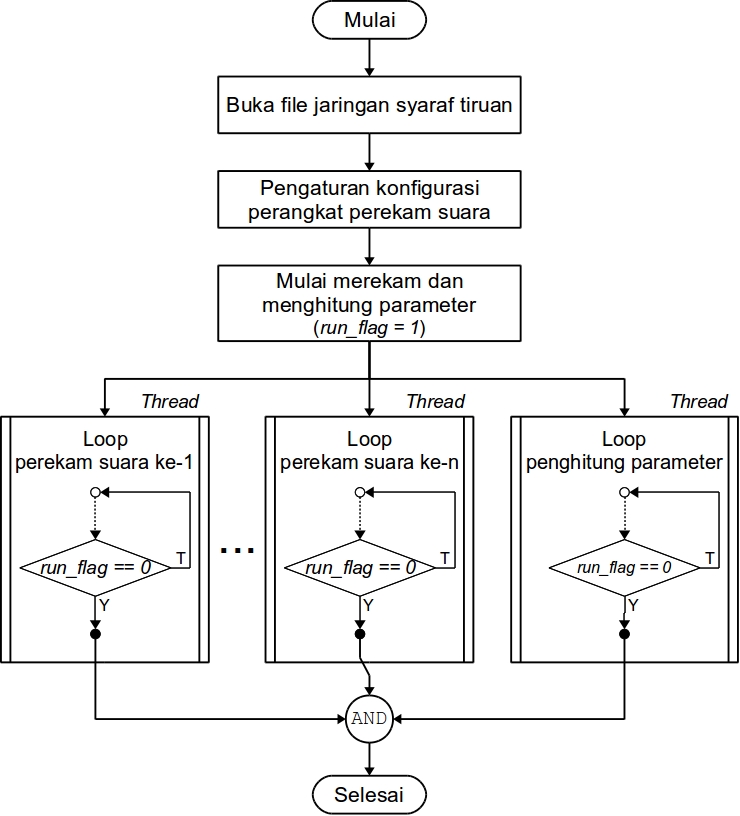 Mulai
Buka file jaringan syaraf tiruan
Pengaturan konfigurasi
perangkat perekam suara
Mulai merekam dan
menghitung parameter
(run_flag = 1)
Thread
Loop
perekam suara ke-1
run_flag == 0
T
Y
...
Thread
Loop
perekam suara ke-n
run_flag == 0
T
Y
Thread
Loop
penghitung parameter
run_flag == 0
T
Y
AND
Selesai